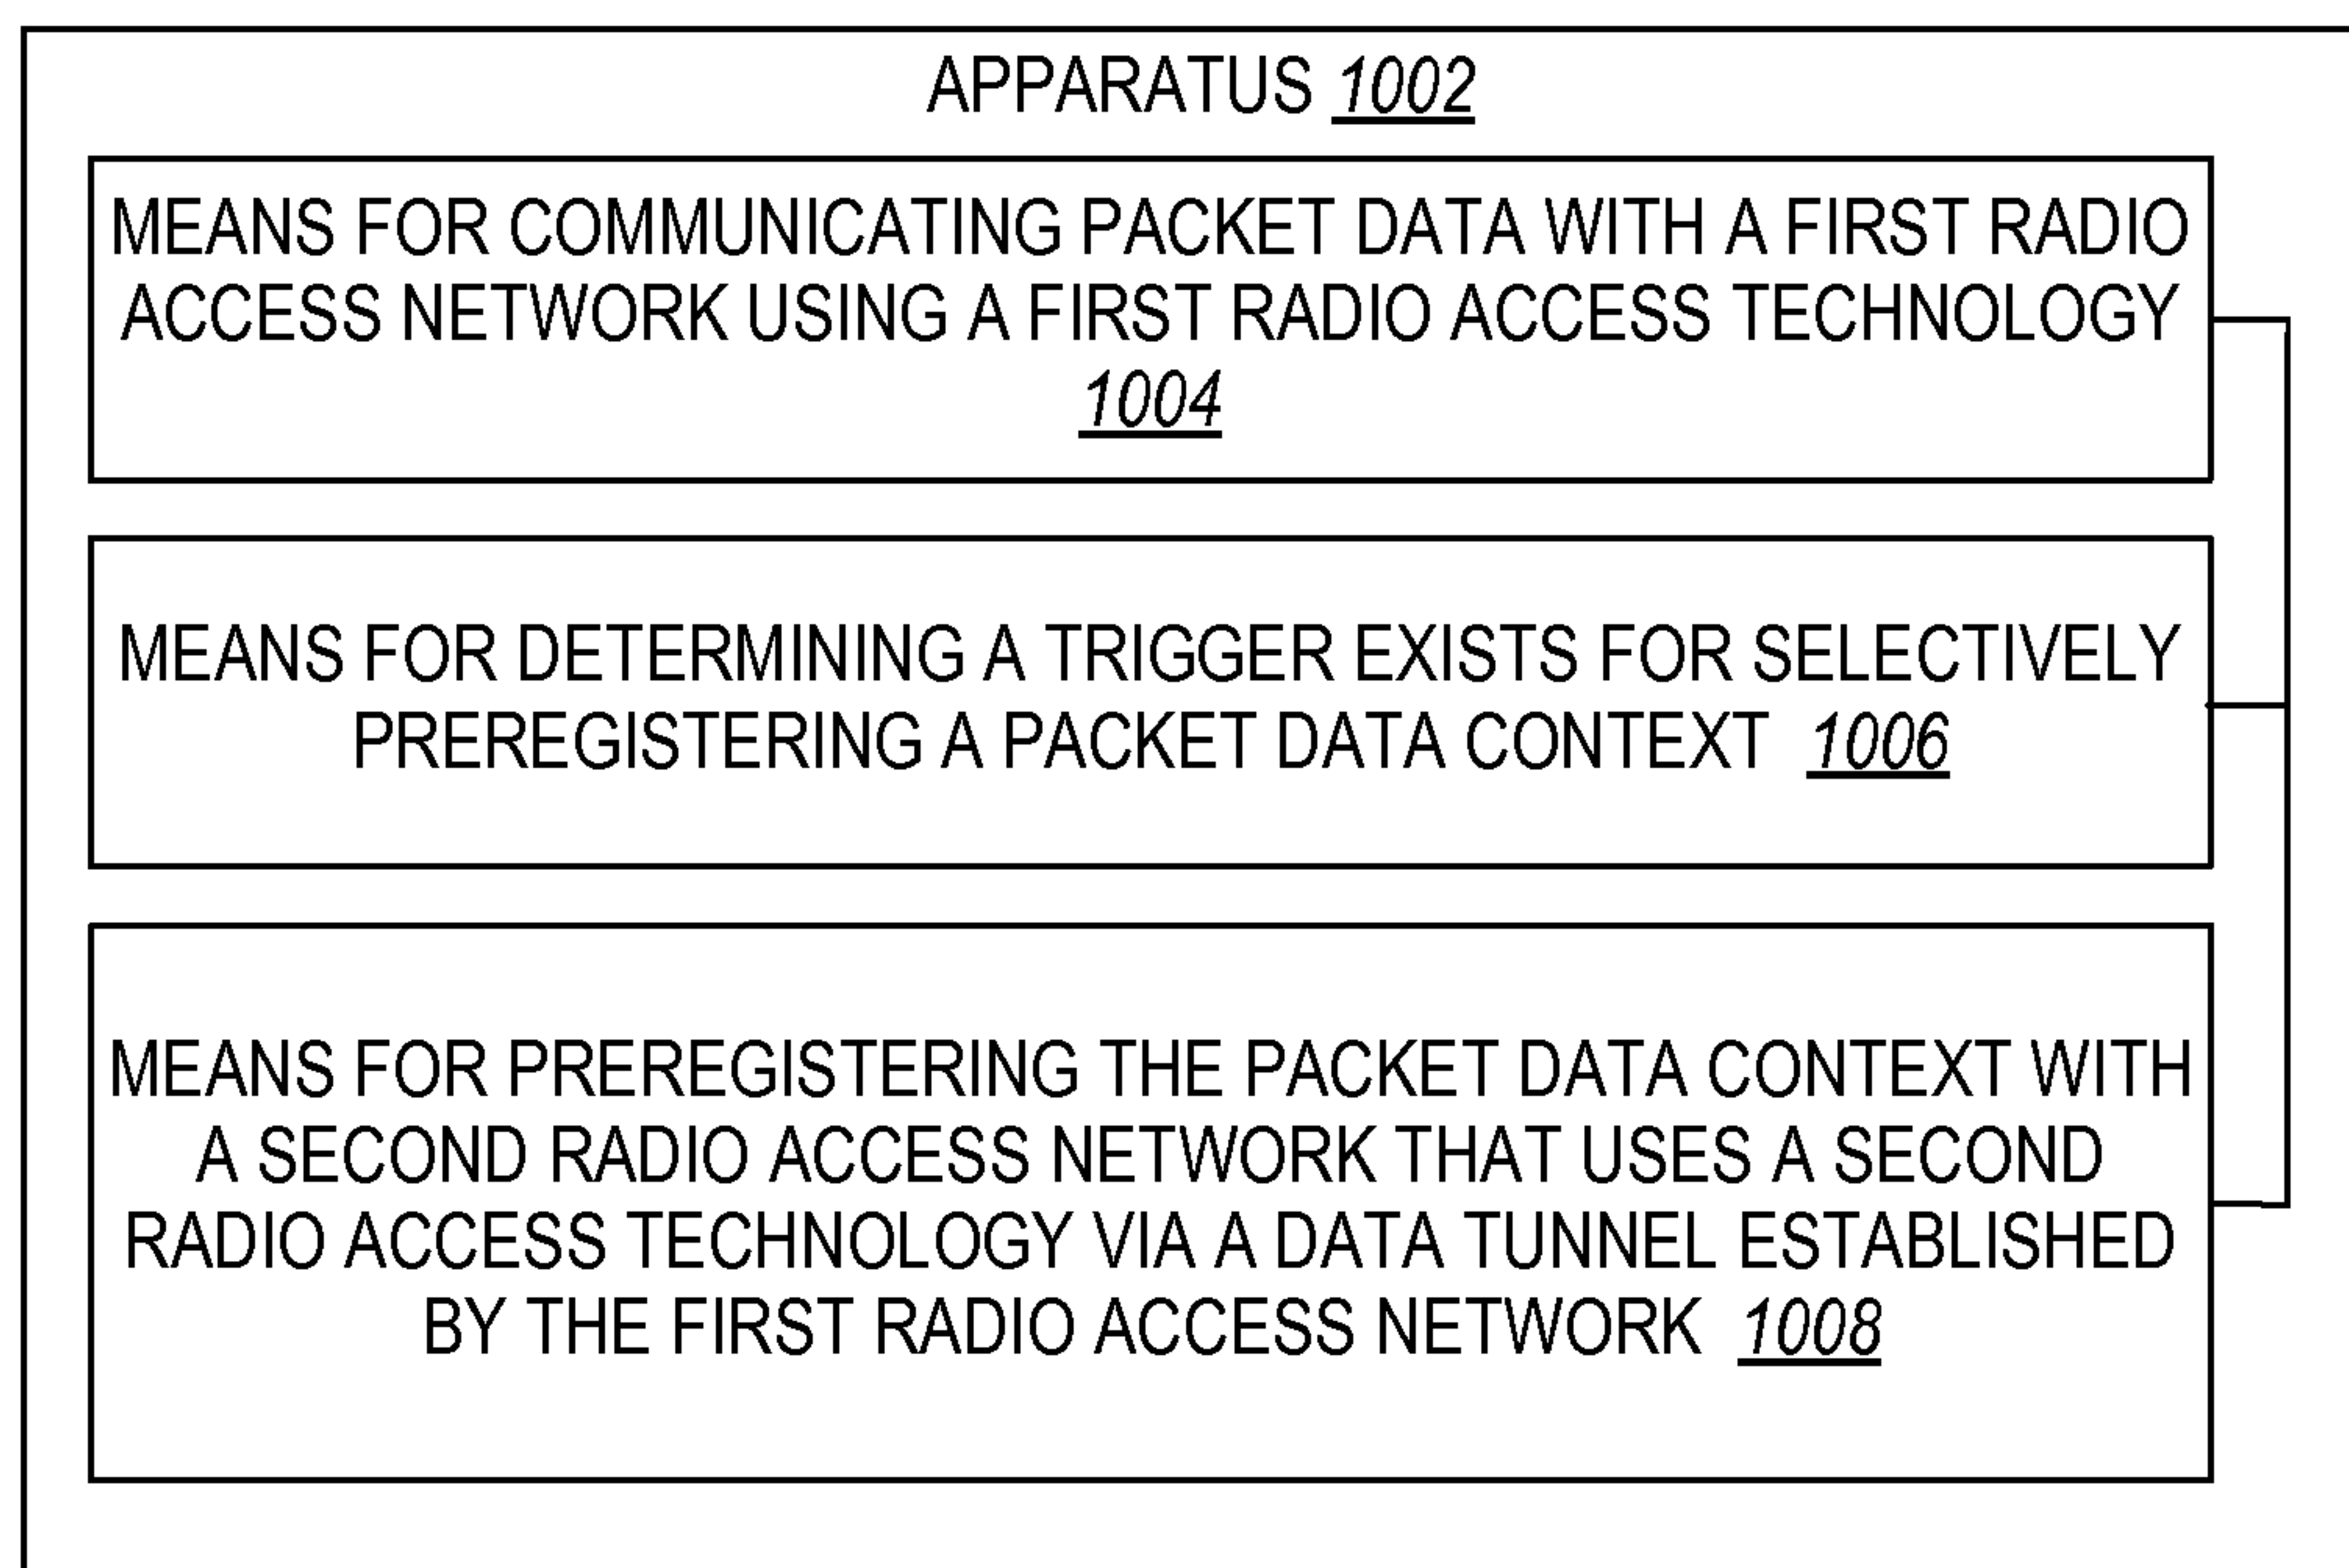 APPARATUS 1002
MEANS FOR COMMUNICATING PACKET DATA WITH A FIRST RADIO
ACCESS NETWORK USING A FIRST RADIO ACCESS TECHNOLOGY
1004
MEANS FOR DETERMINING A TRIGGER EXISTS FOR SELECTIVELY
PREREGISTERING A PACKET DATA CONTEXT 1006
MEANS FOR PREREGISTERING THE PACKET DATA CONTEXT WITH
A SECOND RADIO ACCESS NETWORK THAT USES A SECOND
RADIO ACCESS TECHNOLOGY VIA A DATA TUNNEL ESTABLISHED
BY THE FIRST RADIO ACCESS NETWORK 1008